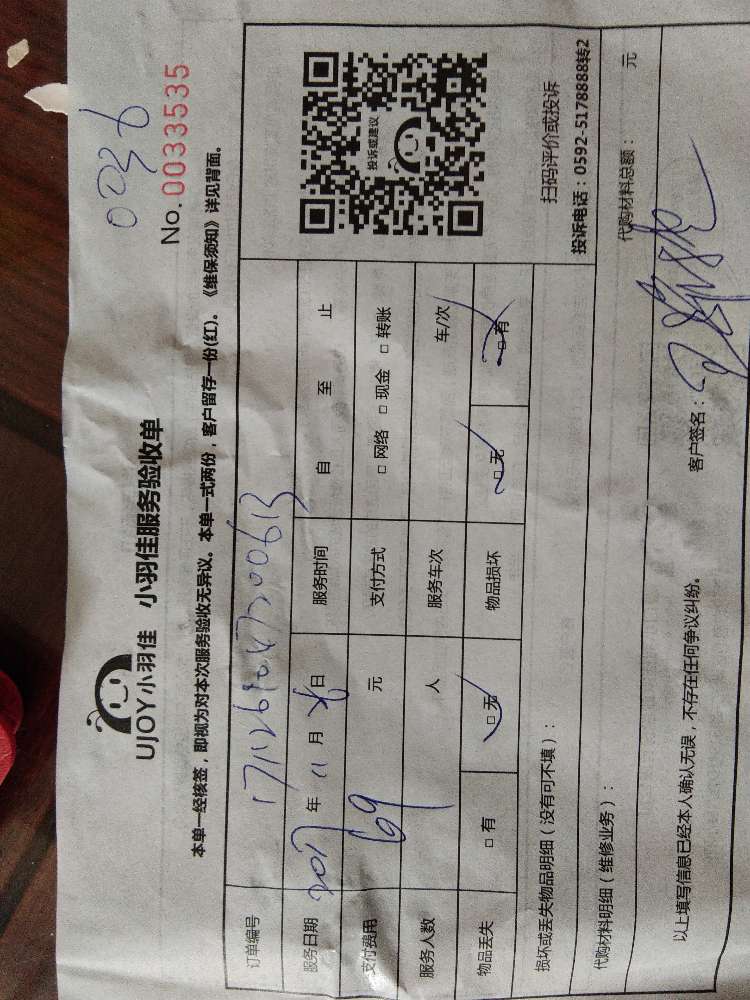 0036
No.0033535
UJOY小羽佳 小羽佳服务验收单
本单一经核签，即视为对本次服务验收无异议。本单一式两份，客户留存一份(红)。《维保须知》详见背面。
订单编号
服务日期 2017 年 11 月 日 服务时间 自 至 止
支付费用 69 元 支付方式 □ 网络 □ 现金 □ 转账
服务人数 人 服务车次 车/次
物品丢失 □ 有 □ 无 物品损坏 □ 无 □ 有
投诉或建议
扫码评价或投诉
投诉电话：0592-5178888转2
损坏或丢失物品明细（没有可不填）：
代购材料明细（维修业务）： 代购材料总额： 元
以上填写信息已经本人确认无误，不存在任何争议纠纷。 客户签名：